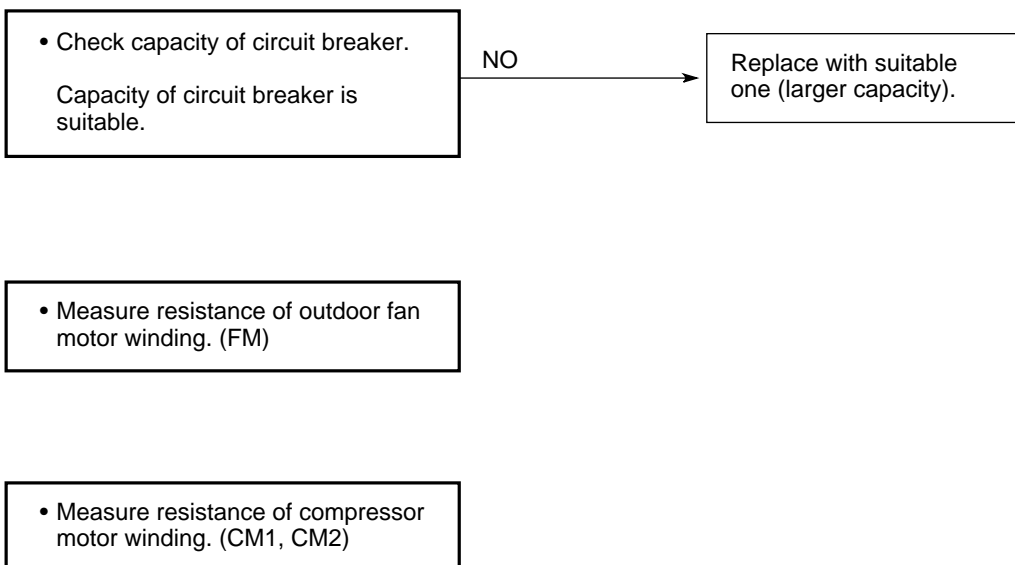 • Check capacity of circuit breaker.
Capacity of circuit breaker is
suitable.
NO
Replace with suitable
one (larger capacity).
• Measure resistance of outdoor fan
motor winding. (FM)
• Measure resistance of compressor
motor winding. (CM1, CM2)